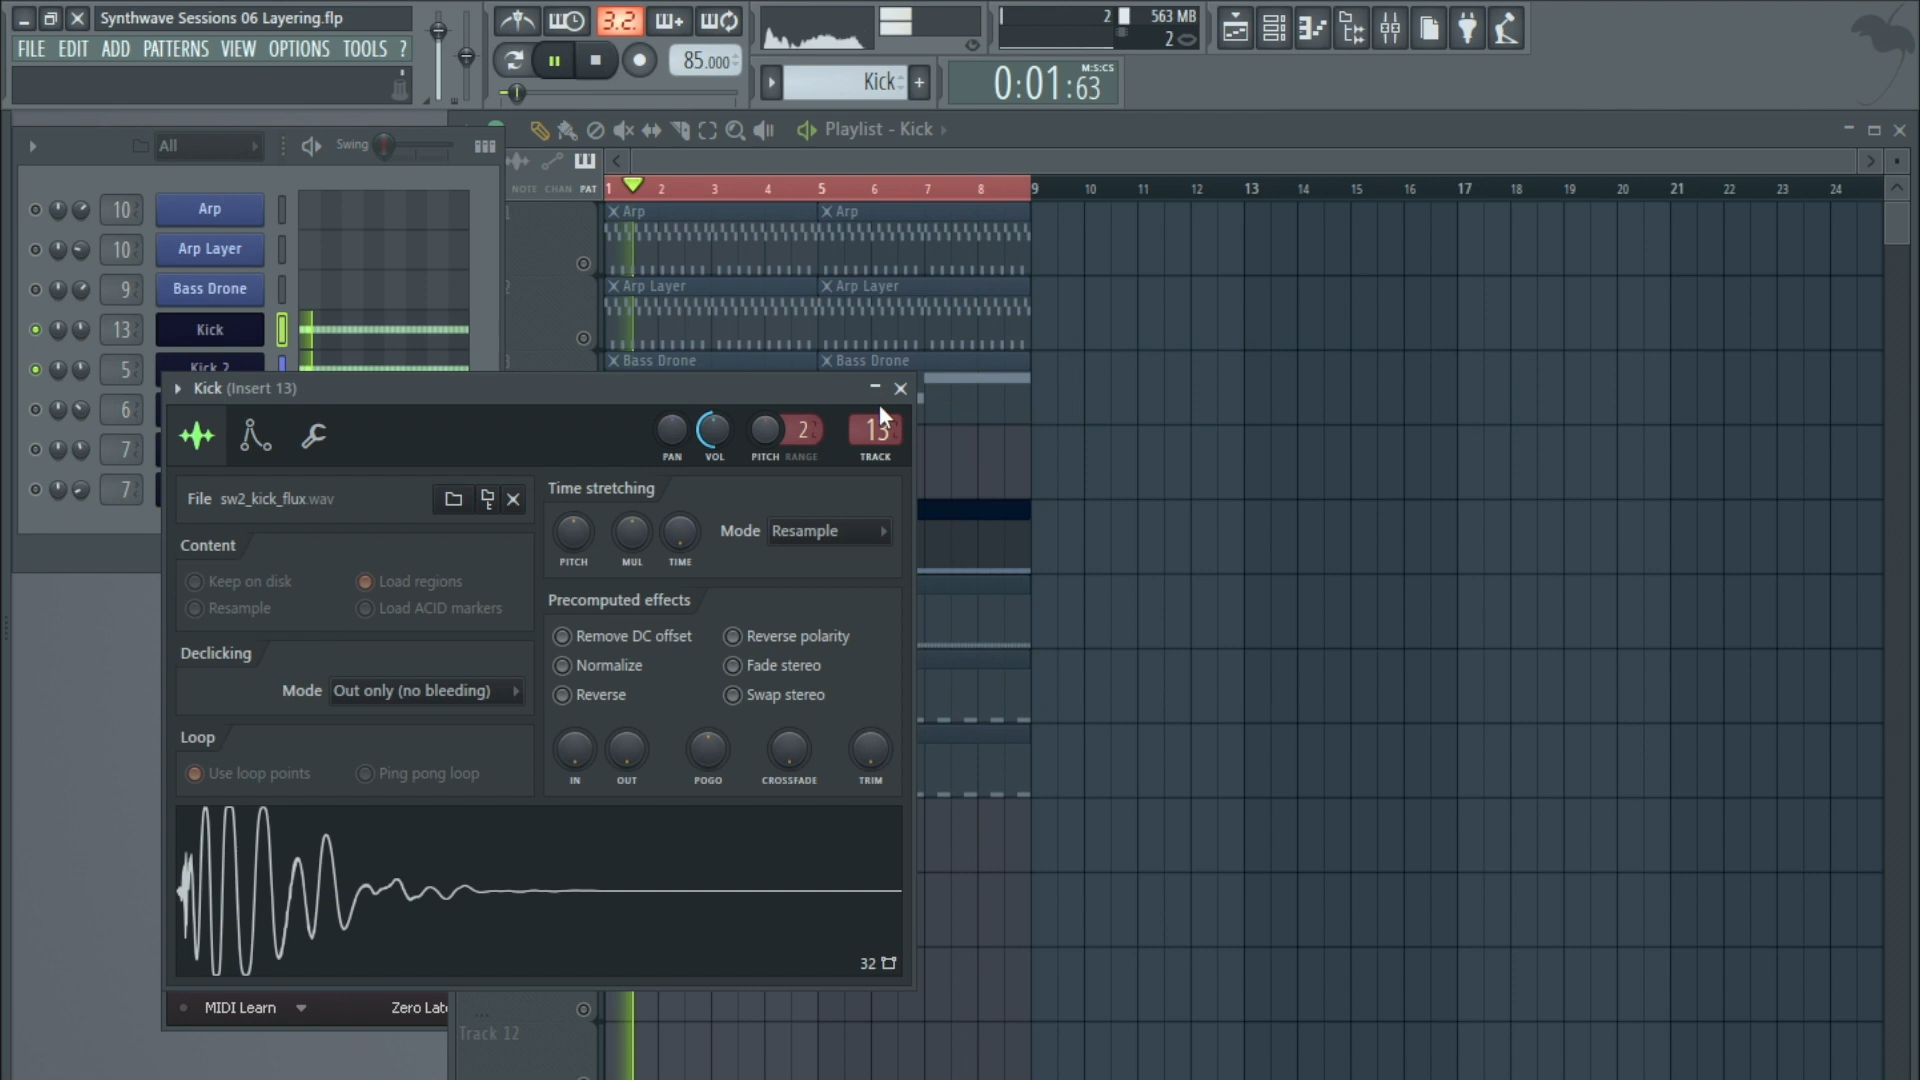 Synthwave Sessions 06 Layering.flp
FILE EDIT ADD PATTERNS VIEW OPTIONS TOOLS ?
3.2.
85.000
2 563 MB
2
Kick +
M:S:CS
0:01:63
All
Swing
Playlist - Kick
NOTE CHAN PAT
1 2 3 4 5 6 7 8 9 10 11 12 13 14 15 16 17 18 19 20 21 22 23 24
10 Arp
10 Arp Layer
9 Bass Drone
13 Kick
5 Kick 2
6
7
7
1
Arp Arp
2
Arp Layer Arp Layer
3
Bass Drone Bass Drone
Kick (Insert 13)
2 13
PAN VOL PITCH RANGE TRACK
File sw2_kick_flux.wav
Time stretching
Mode Resample
PITCH MUL TIME
Content
Keep on disk Load regions
Resample Load ACID markers
Precomputed effects
Remove DC offset Reverse polarity
Normalize Fade stereo
Reverse Swap stereo
Declicking
Mode Out only (no bleeding)
Loop
Use loop points Ping pong loop
IN OUT POGO CROSSFADE TRIM
32
MIDI Learn Zero Late
Track 12